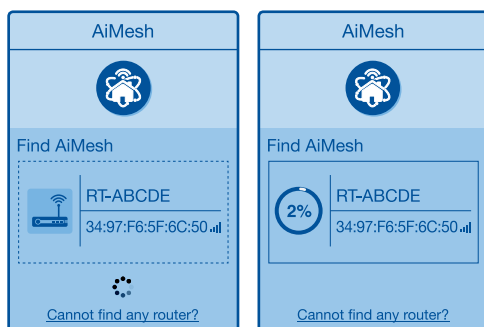 AiMesh
Find AiMesh
RT-ABCDE
34:97:F6:5F:6C:50
Cannot find any router?
AiMesh
Find AiMesh
2%
RT-ABCDE
34:97:F6:5F:6C:50
Cannot find any router?